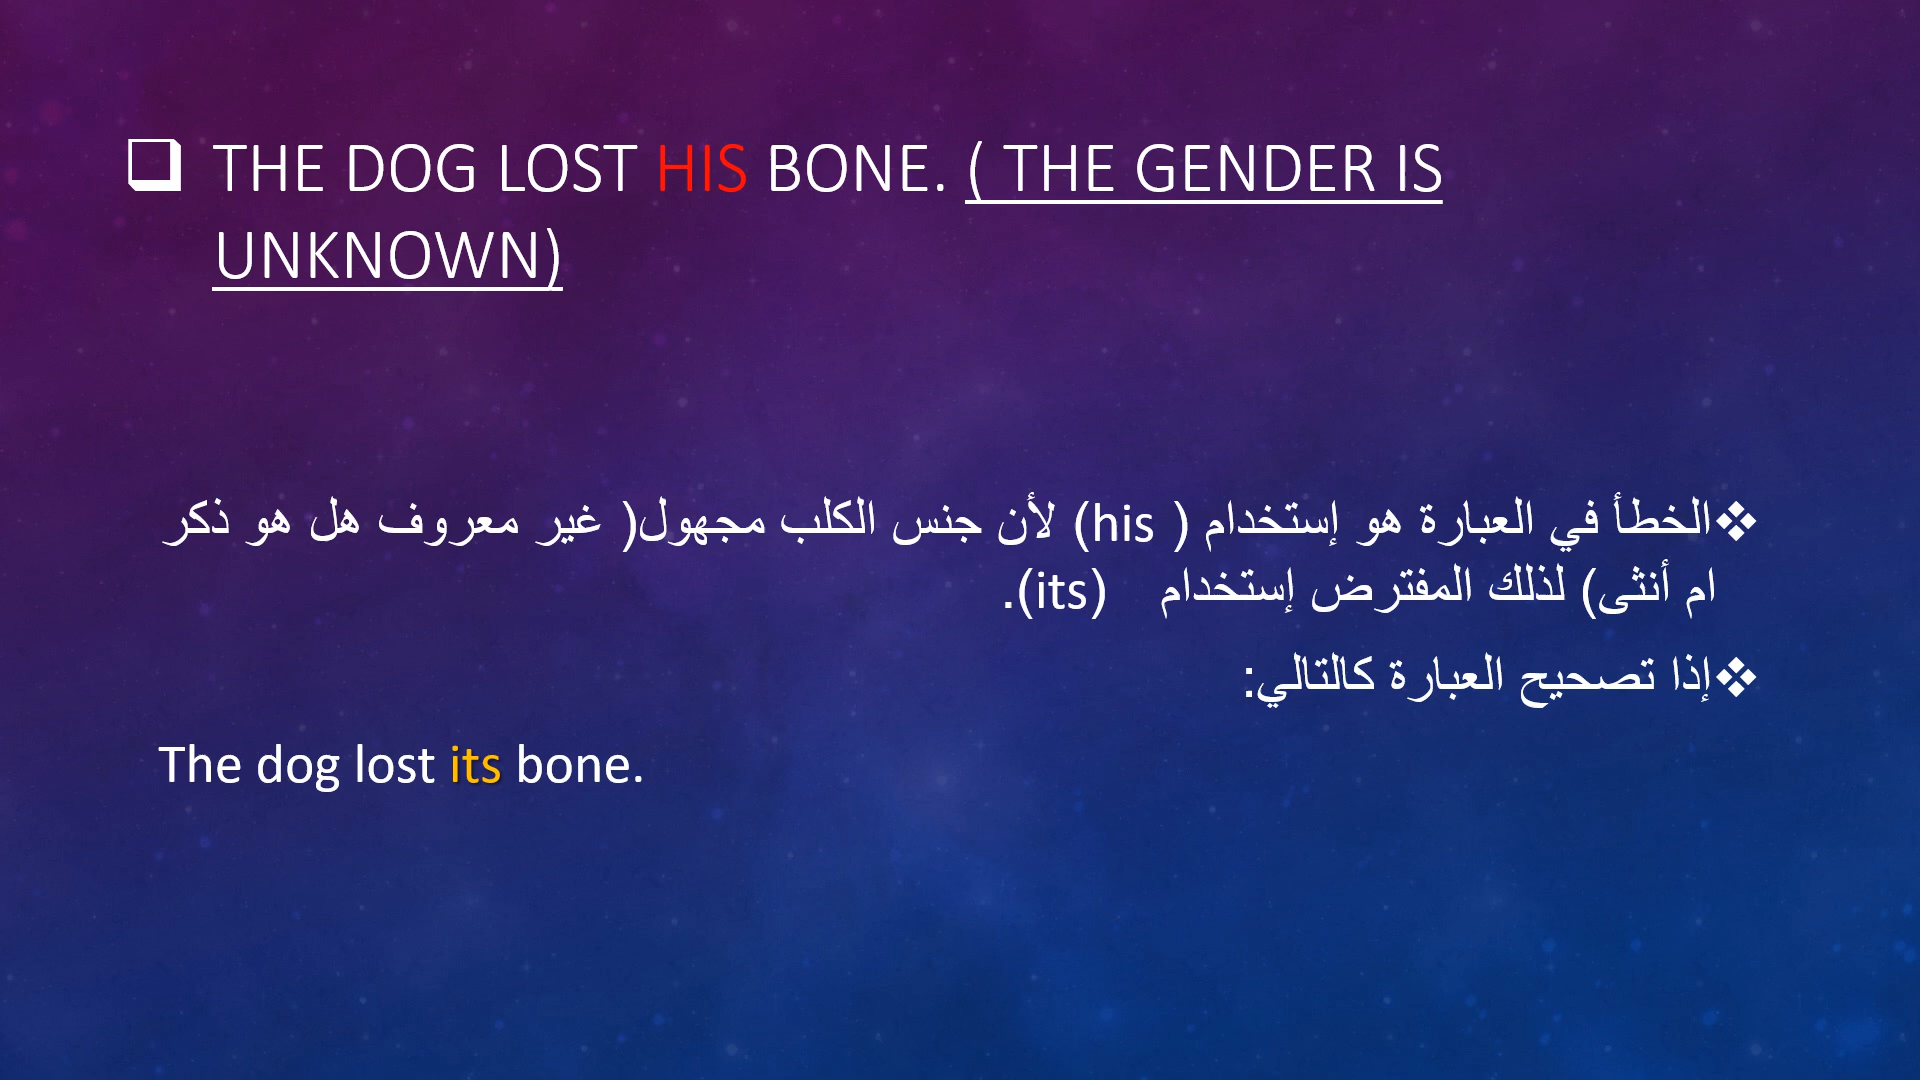 THE DOG LOST HIS BONE. ( THE GENDER IS
UNKNOWN)
الخطأ في العبارة هو إستخدام ( his) لأن جنس الكلب مجهول( غير معروف هل هو ذكر
ام أنثى) لذلك المفترض إستخدام (its).
إذا تصحيح العبارة كالتالي:
The dog lost its bone.